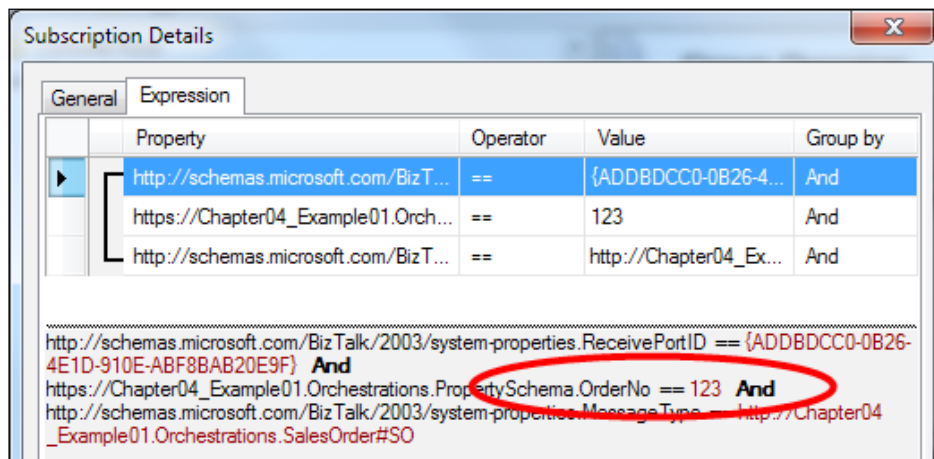 Subscription Details
General Expression
Property Operator Value Group by
http://schemas.microsoft.com/BizT... == {ADDBDCC0-0B26-4... And
https://Chapter04_Example01.Orch... == 123 And
http://schemas.microsoft.com/BizT... == http://Chapter04_Ex... And
http://schemas.microsoft.com/BizTalk/2003/system-properties.ReceivePortID == {ADDBDCC0-0B26-
4E1D-910E-ABF8BAB20E9F} And
https://Chapter04_Example01.Orchestrations.PropertySchema.OrderNo == 123 And
http://schemas.microsoft.com/BizTalk/2003/system-properties.MessageType == http://Chapter04
_Example01.Orchestrations.SalesOrder#SO